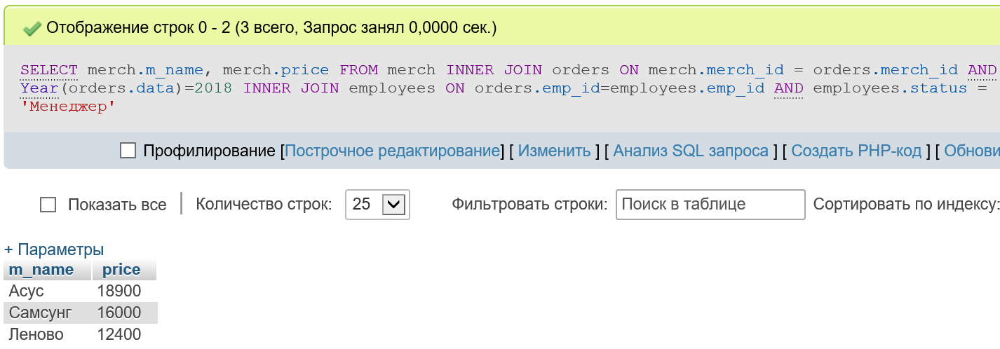 Отображение строк 0 - 2 (3 всего, Запрос занял 0,0000 сек.)
SELECT merch.m_name, merch.price FROM merch INNER JOIN orders ON merch.merch_id = orders.merch_id AND
Year(orders.data)=2018 INNER JOIN employees ON orders.emp_id=employees.emp_id AND employees.status =
'Менеджер'
Профилирование [Построчное редактирование] [ Изменить ] [ Анализ SQL запроса ] [ Создать PHP-код ] [ Обнови
Показать все | Количество строк: 25 Фильтровать строки: Поиск в таблице Сортировать по индексу:
+ Параметры
m_name price
Асус 18900
Самсунг 16000
Леново 12400